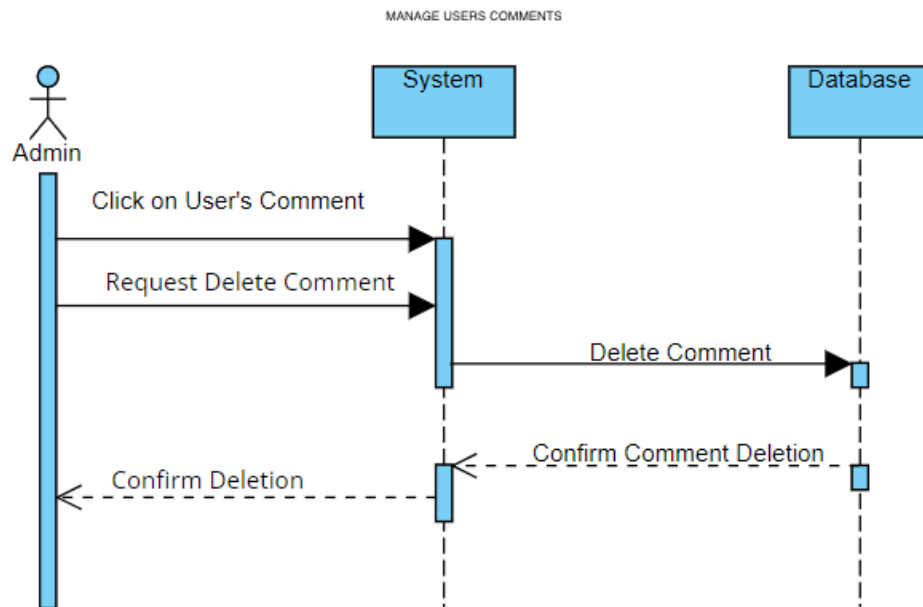 MANAGE USERS COMMENTS
System
Database
Admin
Click on User's Comment
Request Delete Comment
Delete Comment
Confirm Comment Deletion
Confirm Deletion